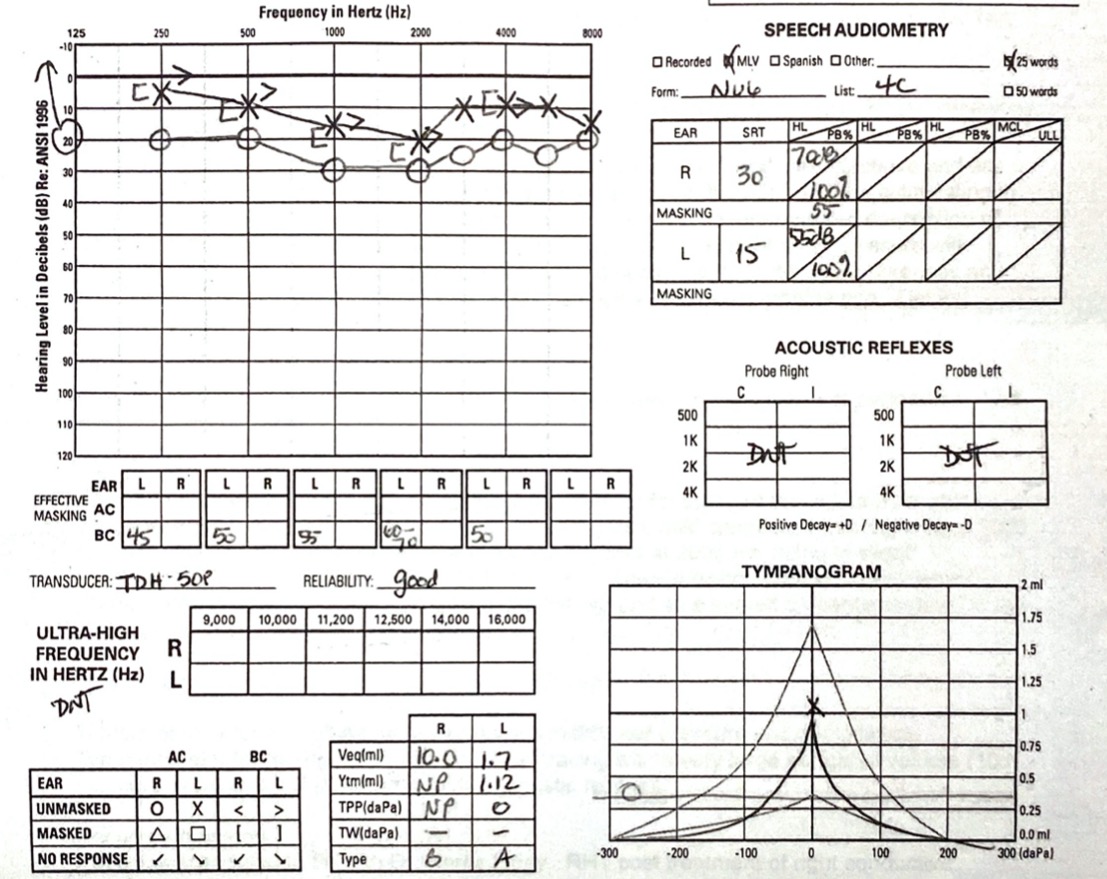 Frequency in Hertz (Hz)
125 250 500 1000 2000 4000 8000
Hearing Level in Decibels (dB) Re: ANSI 1996
-10
0
10
20
30
40
50
60
70
80
90
100
110
120
EAR L R L R L R L R L R L R
EFFECTIVE MASKING
AC
BC 45 50 55 60-70 50
TRANSDUCER: TDH-50P RELIABILITY: good
ULTRA-HIGH FREQUENCY IN HERTZ (Hz)
DNT
9,000 10,000 11,200 12,500 14,000 16,000
R
L
AC BC
EAR R L R L
UNMASKED O X < >
MASKED △ □ [ ]
NO RESPONSE ↙ ↘ ↙ ↘
R L
Veq(ml) 10.0 1.7
Ytm(ml) NP 1.12
TPP(daPa) NP 0
TW(daPa) — —
Type B A
SPEECH AUDIOMETRY
□ Recorded MLV □ Spanish □ Other: 25 words
Form: NU6 List: 4C □ 50 words
EAR SRT HL PB% HL PB% HL PB% MCL ULL
R 30 70dB 100%
MASKING 55
L 15 55dB 100%
MASKING
ACOUSTIC REFLEXES
Probe Right Probe Left
C I C I
500 500
1K 1K
DNT DNT
2K 2K
4K 4K
Positive Decay= +D / Negative Decay= -D
TYMPANOGRAM
2 ml
1.75
1.5
1.25
1
0.75
0.5
0.25
0.0 ml
-300 -200 -100 0 100 200 300 (daPa)